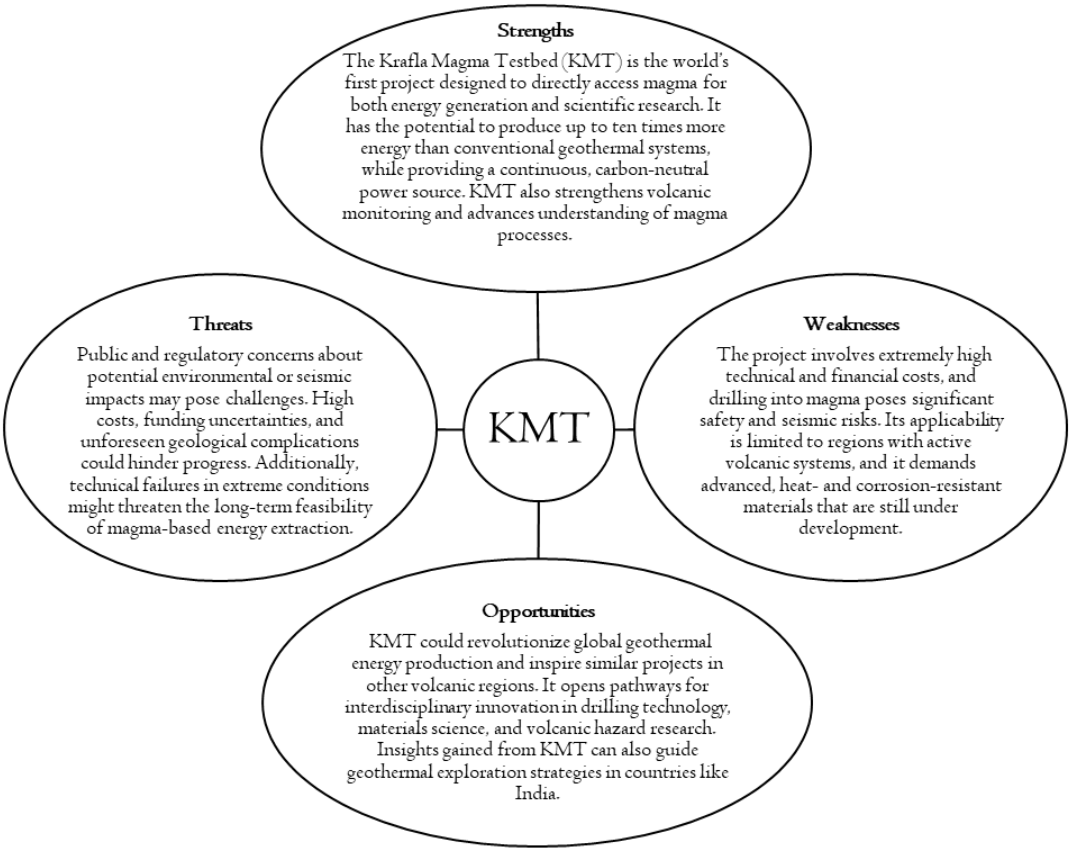 Strengths
The Krafla Magma Testbed (KMT) is the world's
first project designed to directly access magma for
both energy generation and scientific research. It
has the potential to produce up to ten times more
energy than conventional geothermal systems,
while providing a continuous, carbon-neutral
power source. KMT also strengthens volcanic
monitoring and advances understanding of magma
processes.
Threats
Public and regulatory concerns about
potential environmental or seismic
impacts may pose challenges. High
costs, funding uncertainties, and
unforeseen geological complications
could hinder progress. Additionally,
technical failures in extreme conditions
might threaten the long-term feasibility
of magma-based energy extraction.
KMT
Weaknesses
The project involves extremely high
technical and financial costs, and
drilling into magma poses significant
safety and seismic risks. Its applicability
is limited to regions with active
volcanic systems, and it demands
advanced, heat- and corrosion-resistant
materials that are still under
development.
Opportunities
KMT could revolutionize global geothermal
energy production and inspire similar projects in
other volcanic regions. It opens pathways for
interdisciplinary innovation in drilling technology,
materials science, and volcanic hazard research.
Insights gained from KMT can also guide
geothermal exploration strategies in countries like
India.